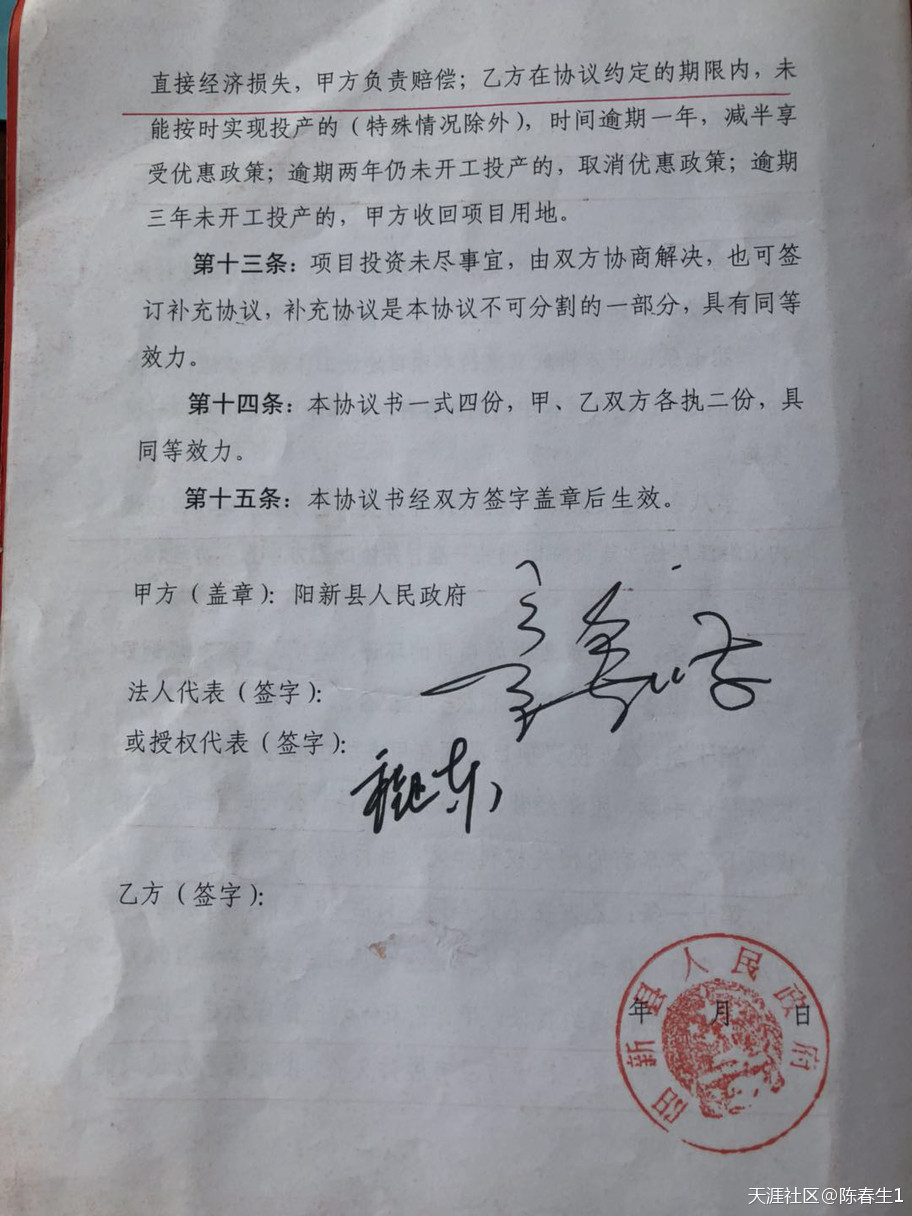 直接经济损失，甲方负责赔偿；乙方在协议约定的期限内，未
能按时实现投产的（特殊情况除外），时间逾期一年，减半享
受优惠政策；逾期两年仍未开工投产的，取消优惠政策；逾期
三年未开工投产的，甲方收回项目用地。
第十三条：项目投资未尽事宜，由双方协商解决，也可签
订补充协议，补充协议是本协议不可分割的一部分，具有同等
效力。
第十四条：本协议书一式四份，甲、乙双方各执二份，具
同等效力。
第十五条：本协议书经双方签字盖章后生效。
甲方（盖章）：阳新县人民政府
法人代表（签字）：
或授权代表（签字）：
乙方（签字）：
年 月 日
阳新县人民政府
天涯社区@陈春生1